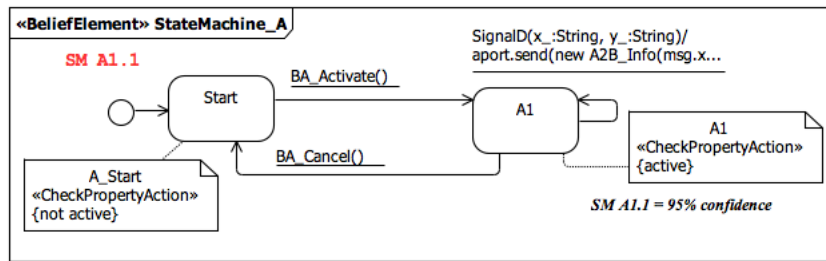 «BeliefElement» StateMachine_A
SM A1.1
SignalD(x_:String, y_:String)/
aport.send(new A2B_Info(msg.x...
BA_Activate()
Start
A1
BA_Cancel()
A_Start
«CheckPropertyAction»
{not active}
A1
«CheckPropertyAction»
{active}
SM A1.1 = 95% confidence